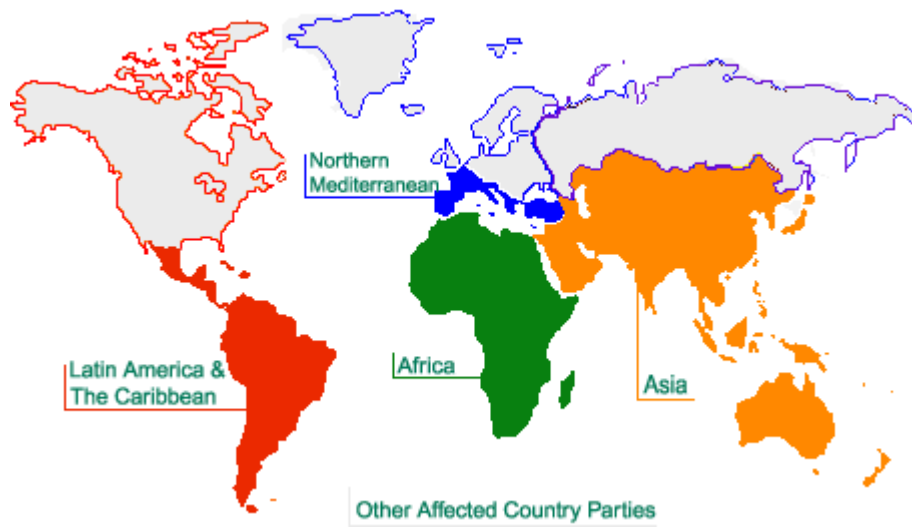 Northern
Mediterranean
Latin America &
The Caribbean
Africa
Asia
Other Affected Country Parties